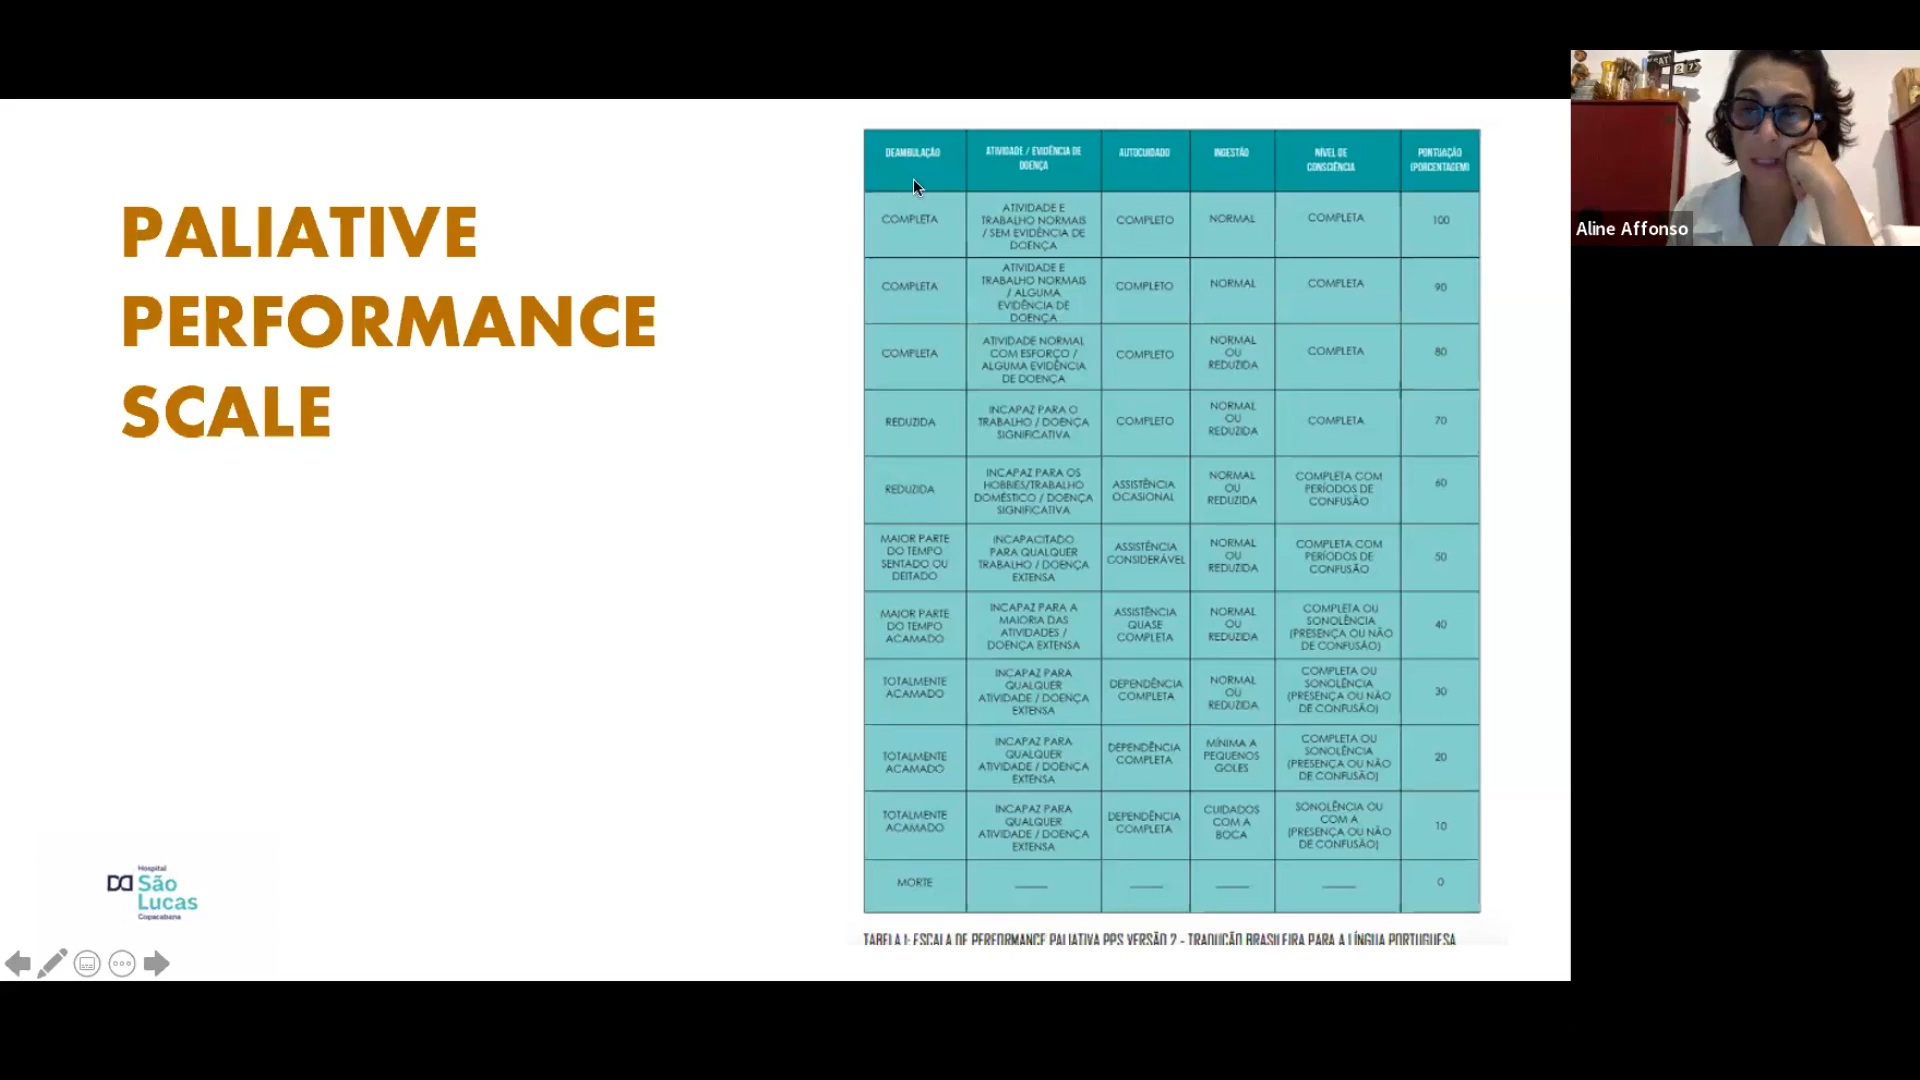 PALIATIVE
PERFORMANCE
SCALE
DEAMBULAÇÃO
ATIVIDADE / EVIDÊNCIA DE
DOENÇA
AUTOCUIDADO
INGESTÃO
NÍVEL DE
CONSCIÊNCIA
PONTUAÇÃO
(PORCENTAGEM)
COMPLETA
ATIVIDADE E
TRABALHO NORMAIS
/ SEM EVIDÊNCIA DE
DOENÇA
COMPLETO
NORMAL
COMPLETA
100
COMPLETA
ATIVIDADE E
TRABALHO NORMAIS
/ ALGUMA
EVIDÊNCIA DE
DOENÇA
COMPLETO
NORMAL
COMPLETA
90
COMPLETA
ATIVIDADE NORMAL
COM ESFORÇO /
ALGUMA EVIDÊNCIA
DE DOENÇA
COMPLETO
NORMAL
OU
REDUZIDA
COMPLETA
80
REDUZIDA
INCAPAZ PARA O
TRABALHO / DOENÇA
SIGNIFICATIVA
COMPLETO
NORMAL
OU
REDUZIDA
COMPLETA
70
REDUZIDA
INCAPAZ PARA OS
HOBBIES/TRABALHO
DOMÉSTICO / DOENÇA
SIGNIFICATIVA
ASSISTÊNCIA
OCASIONAL
NORMAL
OU
REDUZIDA
COMPLETA COM
PERÍODOS DE
CONFUSÃO
60
MAIOR PARTE
DO TEMPO
SENTADO OU
DEITADO
INCAPACITADO
PARA QUALQUER
TRABALHO / DOENÇA
EXTENSA
ASSISTÊNCIA
CONSIDERÁVEL
NORMAL
OU
REDUZIDA
COMPLETA COM
PERÍODOS DE
CONFUSÃO
50
MAIOR PARTE
DO TEMPO
ACAMADO
INCAPAZ PARA A
MAIORIA DAS
ATIVIDADES /
DOENÇA EXTENSA
ASSISTÊNCIA
QUASE
COMPLETA
NORMAL
OU
REDUZIDA
COMPLETA OU
SONOLÊNCIA
(PRESENÇA OU NÃO
DE CONFUSÃO)
40
TOTALMENTE
ACAMADO
INCAPAZ PARA
QUALQUER
ATIVIDADE / DOENÇA
EXTENSA
DEPENDÊNCIA
COMPLETA
NORMAL
OU
REDUZIDA
COMPLETA OU
SONOLÊNCIA
(PRESENÇA OU NÃO
DE CONFUSÃO)
30
TOTALMENTE
ACAMADO
INCAPAZ PARA
QUALQUER
ATIVIDADE / DOENÇA
EXTENSA
DEPENDÊNCIA
COMPLETA
MÍNIMA A
PEQUENOS
GOLES
COMPLETA OU
SONOLÊNCIA
(PRESENÇA OU NÃO
DE CONFUSÃO)
20
TOTALMENTE
ACAMADO
INCAPAZ PARA
QUALQUER
ATIVIDADE / DOENÇA
EXTENSA
DEPENDÊNCIA
COMPLETA
CUIDADOS
COM A
BOCA
SONOLÊNCIA OU
COM A
(PRESENÇA OU NÃO
DE CONFUSÃO)
10
MORTE
0
TABELA 1: ESCALA DE PERFORMANCE PALIATIVA PPS VERSÃO 2 - TRADUÇÃO BRASILEIRA PARA A LÍNGUA PORTUGUESA
Hospital
São
Lucas
Copacabana
SAT
27
Aline Affonso